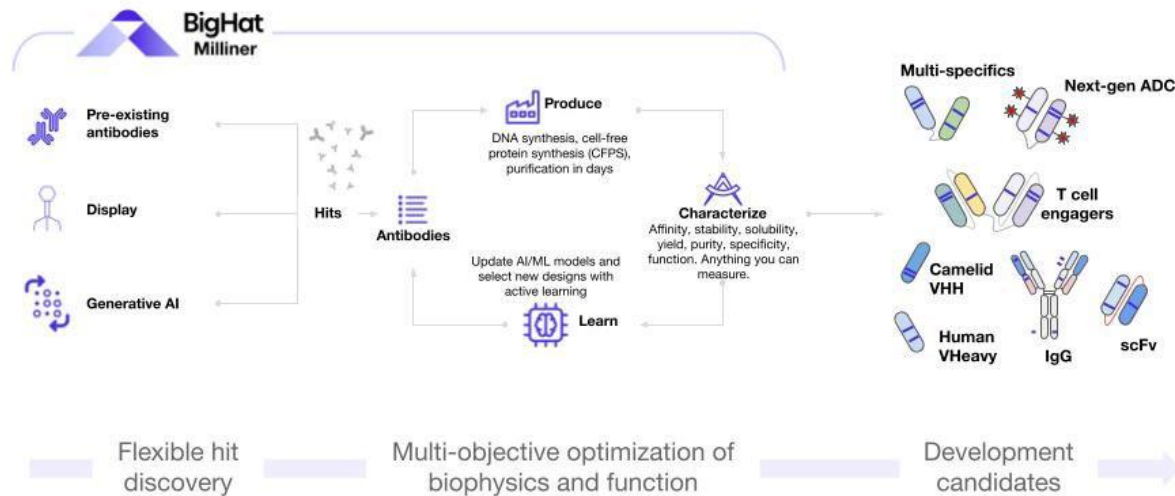 BigHat
Milliner
Pre-existing
antibodies
Display
Generative AI
Hits
Antibodies
Produce
DNA synthesis, cell-free
protein synthesis (CFPS),
purification in days
Characterize
Affinity, stability, solubility,
yield, purity, specificity,
function. Anything you can
measure.
Update AI/ML models and
select new designs with
active learning
Learn
Multi-specifics
Next-gen ADC
T cell
engagers
Camelid
VHH
Human
VHeavy
IgG
scFv
Flexible hit
discovery
Multi-objective optimization of
biophysics and function
Development
candidates